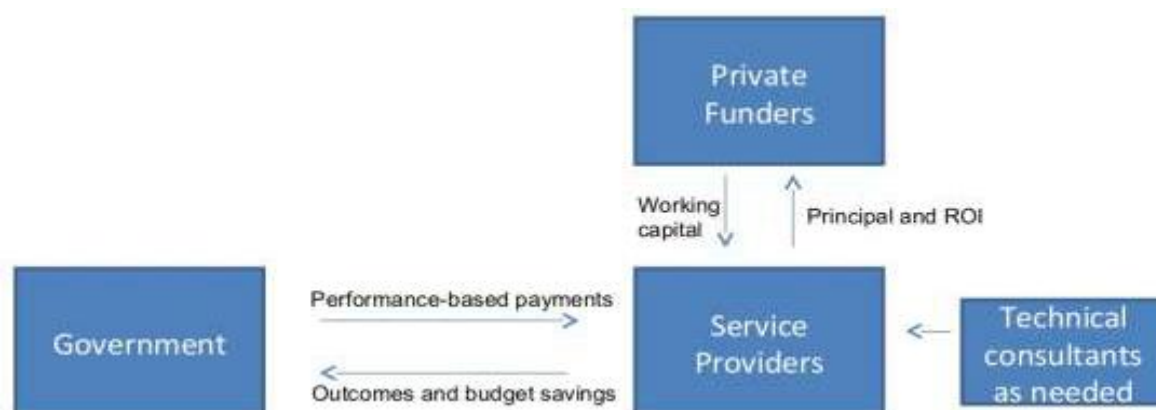 Private
Funders
Working
capital
Principal and ROI
Government
Performance-based payments
Outcomes and budget savings
Service
Providers
Technical
consultants
as needed